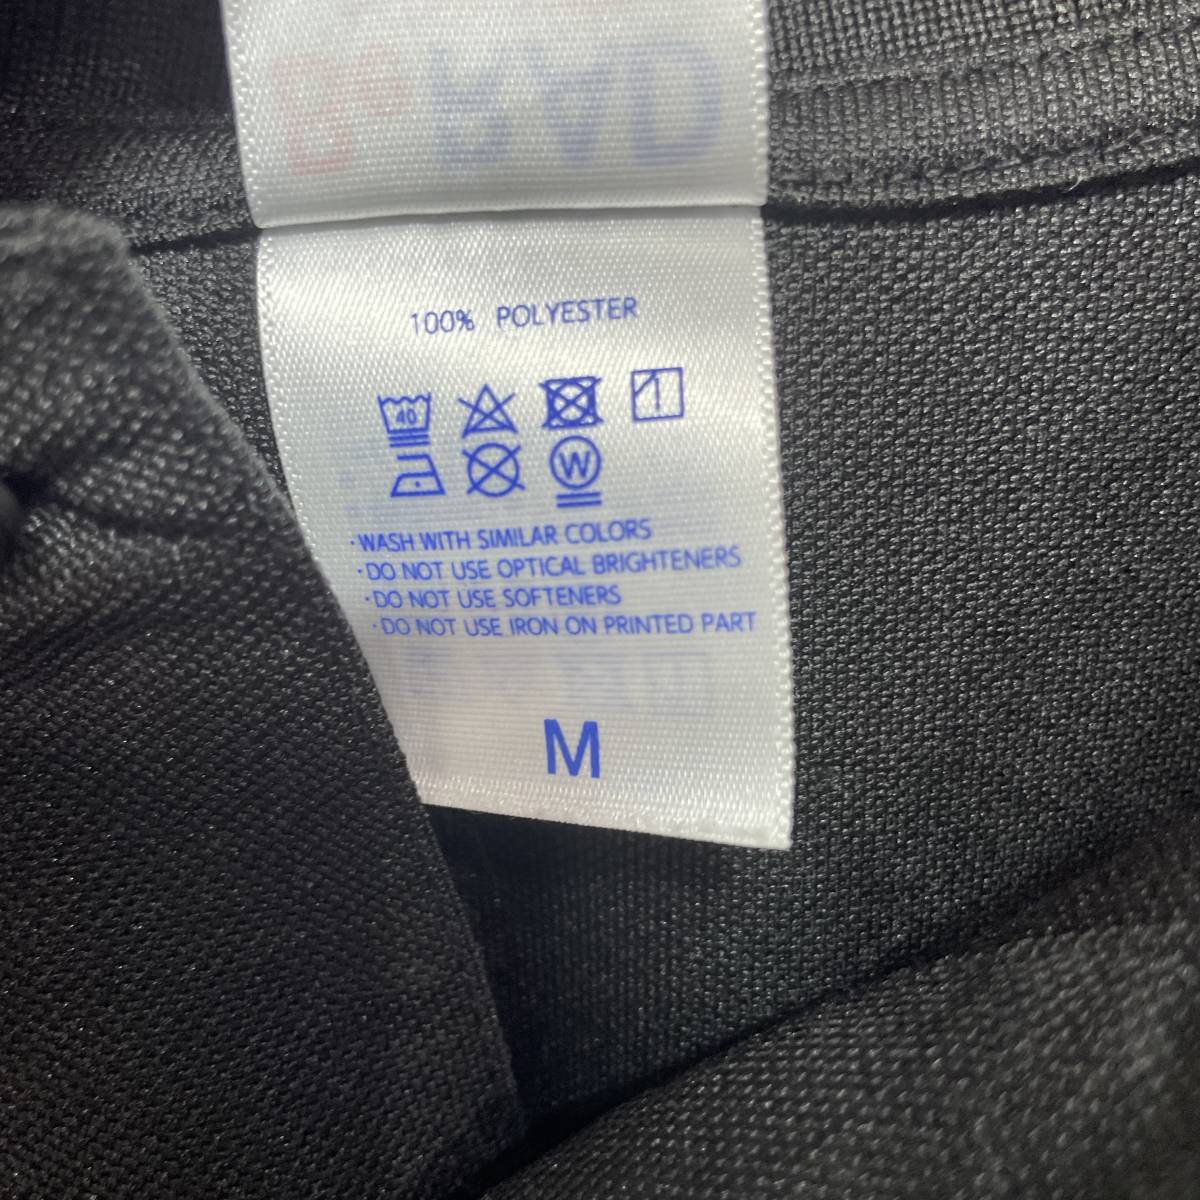 100% POLYESTER
40
W
·WASH WITH SIMILAR COLORS
·DO NOT USE OPTICAL BRIGHTENERS
·DO NOT USE SOFTENERS
·DO NOT USE IRON ON PRINTED PART
M